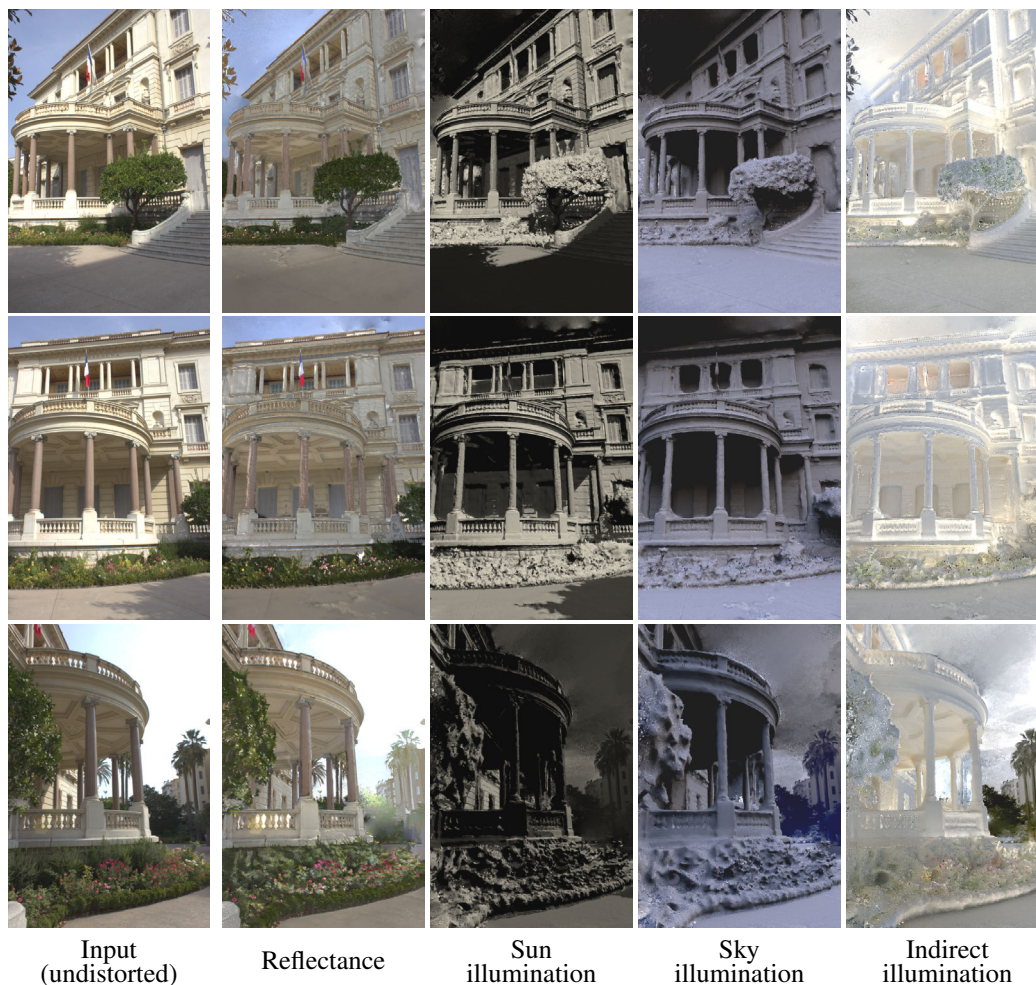 Input
(undistorted)
Reflectance
Sun
illumination
Sky
illumination
Indirect
illumination